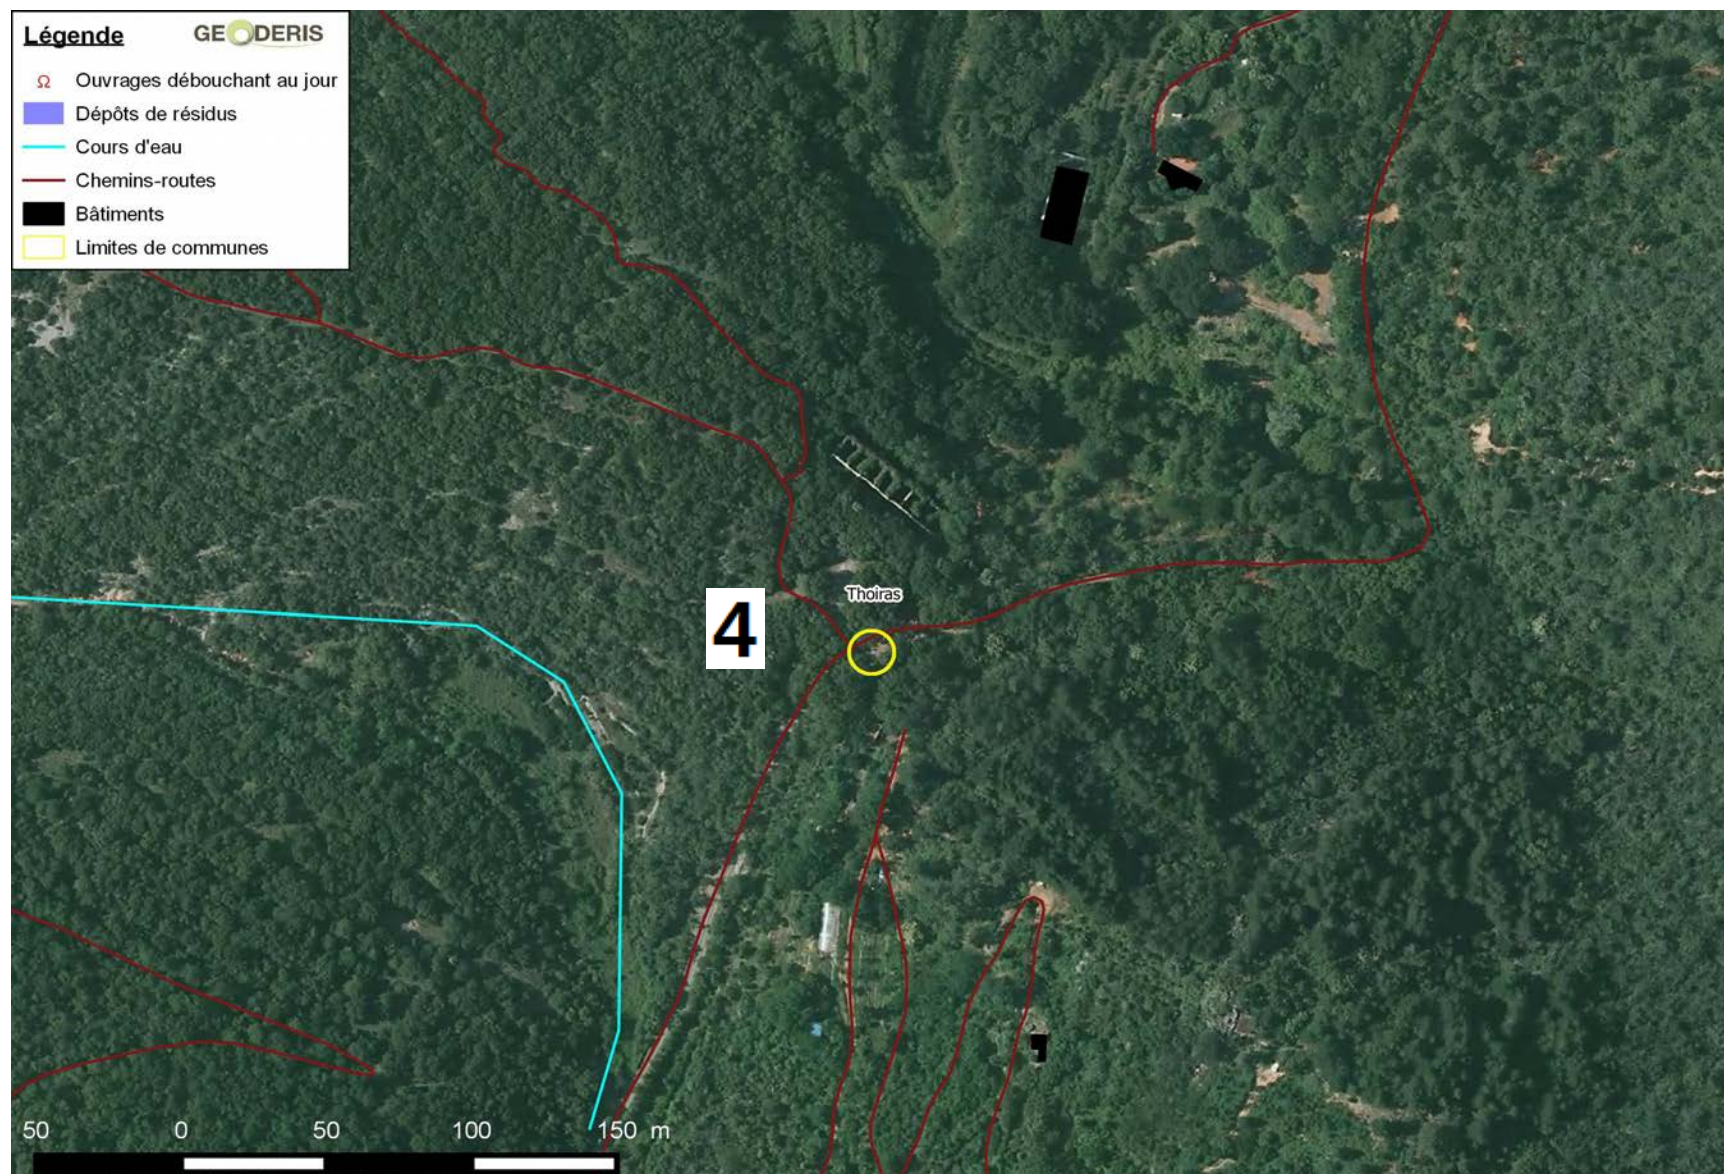 Légende
GEODERIS
Ω Ouvrages débouchant au jour
Dépôts de résidus
Cours d'eau
Chemins-routes
Bâtiments
Limites de communes
Thoiras
4
50 0 50 100 150 m